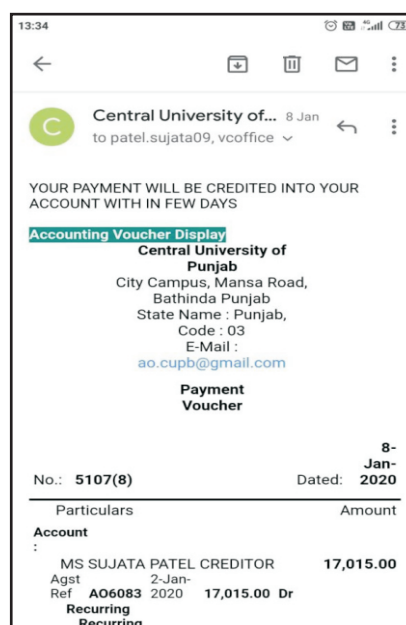 13:34
4G 73
Central University of... 8 Jan
C
to patel.sujata09, vcoffice
YOUR PAYMENT WILL BE CREDITED INTO YOUR
ACCOUNT WITH IN FEW DAYS
Accounting Voucher Display
Central University of
Punjab
City Campus, Mansa Road,
Bathinda Punjab
State Name : Punjab,
Code : 03
E-Mail :
ao.cupb@gmail.com
Payment
Voucher
8-
Jan-
No.: 5107(8) Dated: 2020
Particulars Amount
Account
:
MS SUJATA PATEL CREDITOR 17,015.00
Agst 2-Jan-
Ref AO6083 2020 17,015.00 Dr
Recurring
Recurring